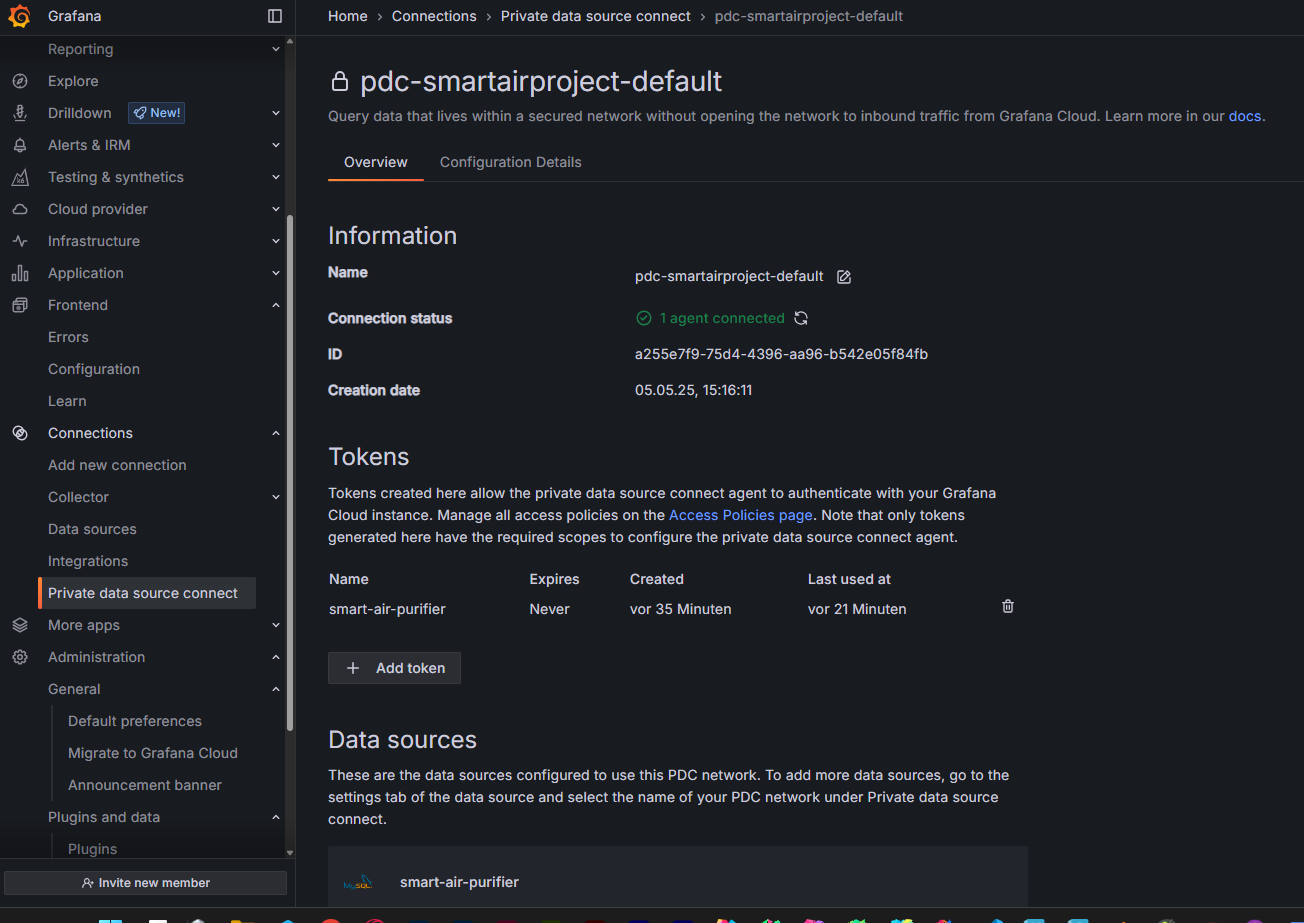 Grafana
Home › Connections › Private data source connect › pdc-smartairproject-default
Reporting
Explore
Drilldown New!
Alerts & IRM
Testing & synthetics
Cloud provider
Infrastructure
Application
Frontend
Errors
Configuration
Learn
Connections
Add new connection
Collector
Data sources
Integrations
Private data source connect
More apps
Administration
General
Default preferences
Migrate to Grafana Cloud
Announcement banner
Plugins and data
Plugins
Invite new member
pdc-smartairproject-default
Query data that lives within a secured network without opening the network to inbound traffic from Grafana Cloud. Learn more in our docs.
Overview Configuration Details
Information
Name pdc-smartairproject-default
Connection status 1 agent connected
ID a255e7f9-75d4-4396-aa96-b542e05f84fb
Creation date 05.05.25, 15:16:11
Tokens
Tokens created here allow the private data source connect agent to authenticate with your Grafana
Cloud instance. Manage all access policies on the Access Policies page. Note that only tokens
generated here have the required scopes to configure the private data source connect agent.
Name Expires Created Last used at
smart-air-purifier Never vor 35 Minuten vor 21 Minuten
+ Add token
Data sources
These are the data sources configured to use this PDC network. To add more data sources, go to the
settings tab of the data source and select the name of your PDC network under Private data source
connect.
MySQL smart-air-purifier